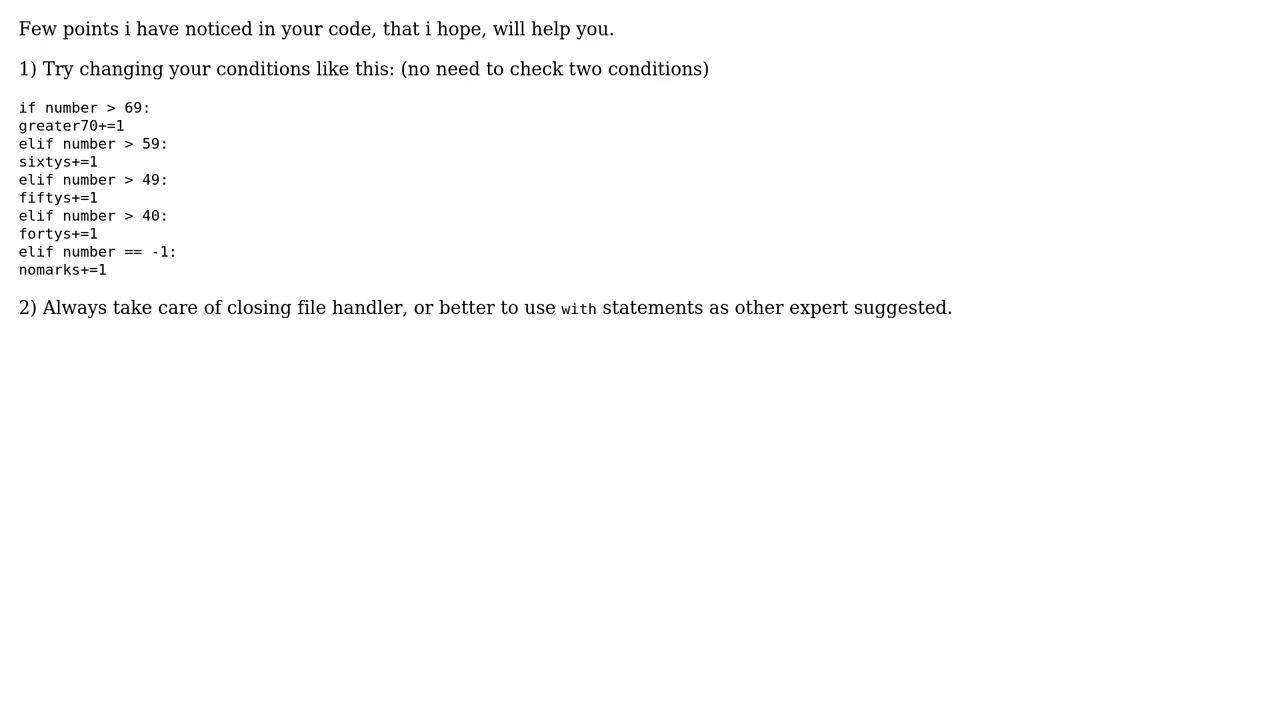 Few points i have noticed in your code, that i hope, will help you.
1) Try changing your conditions like this: (no need to check two conditions)
if number > 69:
greater70+=1
elif number > 59:
sixtys+=1
elif number > 49:
fiftys+=1
elif number > 40:
fortys+=1
elif number == -1:
nomarks+=1
2) Always take care of closing file handler, or better to use with statements as other expert suggested.